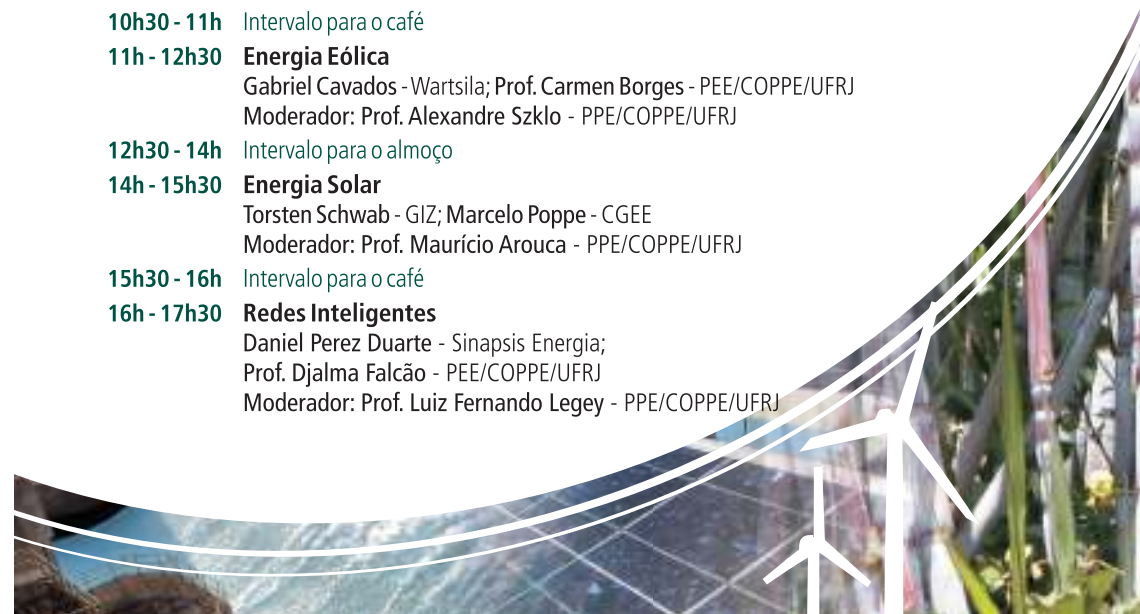 10h30 - 11h Intervalo para o café
11h - 12h30 Energia Eólica
Gabriel Cavados - Wartsila; Prof. Carmen Borges - PEE/COPPE/UFRJ
Moderador: Prof. Alexandre Szklo - PPE/COPPE/UFRJ
12h30 - 14h Intervalo para o almoço
14h - 15h30 Energia Solar
Torsten Schwab - GIZ; Marcelo Poppe - CGEE
Moderador: Prof. Maurício Arouca - PPE/COPPE/UFRJ
15h30 - 16h Intervalo para o café
16h - 17h30 Redes Inteligentes
Daniel Perez Duarte - Sinapsis Energia;
Prof. Djalma Falcão - PEE/COPPE/UFRJ
Moderador: Prof. Luiz Fernando Legey - PPE/COPPE/UFRJ